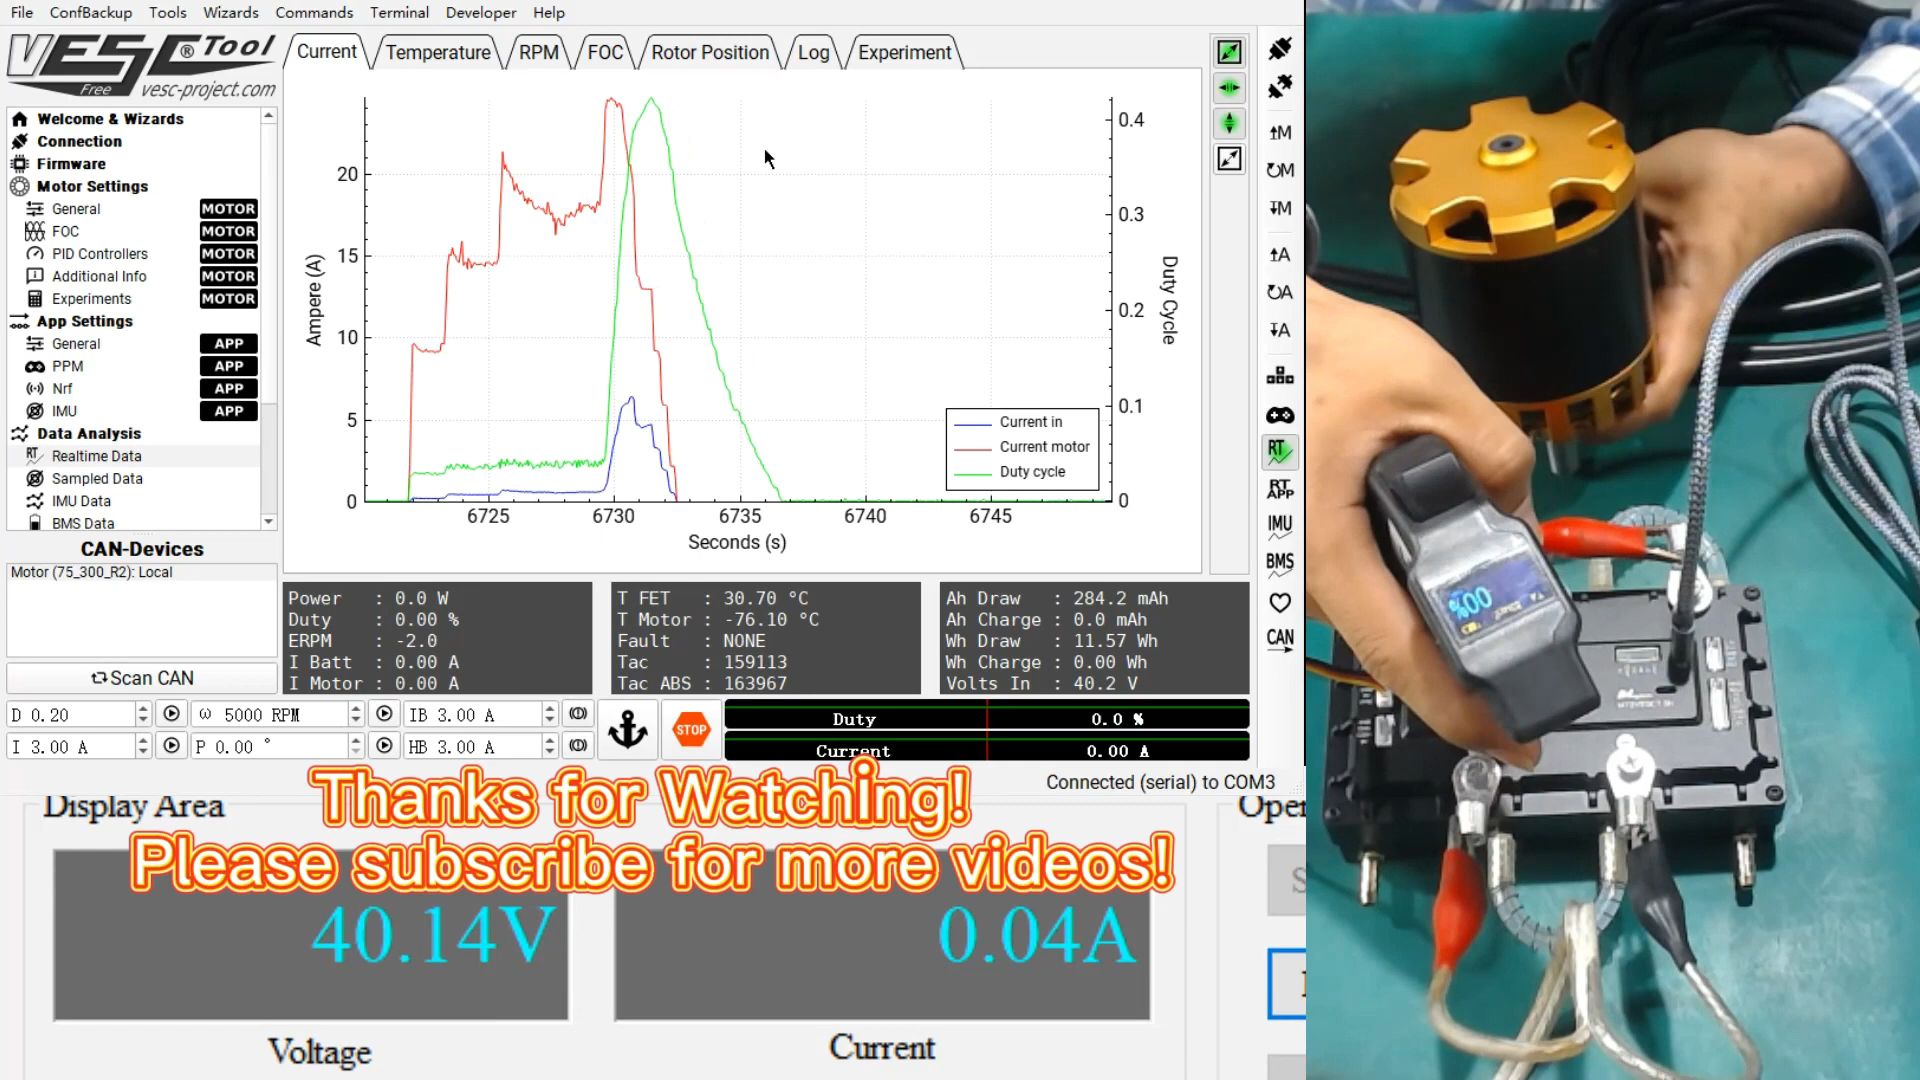 File ConfBackup Tools Wizards Commands Terminal Developer Help
VESC® Tool
Free vesc-project.com
Current Temperature RPM FOC Rotor Position Log Experiment
Welcome & Wizards
Connection
Firmware
Motor Settings
General MOTOR
FOC MOTOR
PID Controllers MOTOR
Additional Info MOTOR
Experiments MOTOR
App Settings
General APP
PPM APP
Nrf APP
IMU APP
Data Analysis
RT Realtime Data
Sampled Data
IMU Data
BMS Data
CAN-Devices
Motor (75_300_R2): Local
Scan CAN
Ampere (A)
20
15
10
5
0
6725 6730 6735 6740 6745
Seconds (s)
0.4
0.3
0.2
0.1
0
Duty Cycle
Current in
Current motor
Duty cycle
M
M
M
A
A
A
RT
RT APP
IMU
BMS
CAN
Power : 0.0 W
Duty : 0.00 %
ERPM : -2.0
I Batt : 0.00 A
I Motor : 0.00 A
T FET : 30.70 °C
T Motor : -76.10 °C
Fault : NONE
Tac : 159113
Tac ABS : 163967
Ah Draw : 284.2 mAh
Ah Charge : 0.0 mAh
Wh Draw : 11.57 Wh
Wh Charge : 0.00 Wh
Volts In : 40.2 V
D 0.20 ω 5000 RPM IB 3.00 A
I 3.00 A P 0.00 ° HB 3.00 A
STOP
Duty 0.0 %
Current 0.00 A
Connected (serial) to COM3
Display Area
Thanks for Watching!
Please subscribe for more videos!
40.14V
0.04A
Voltage
Current
Oper
S
00%